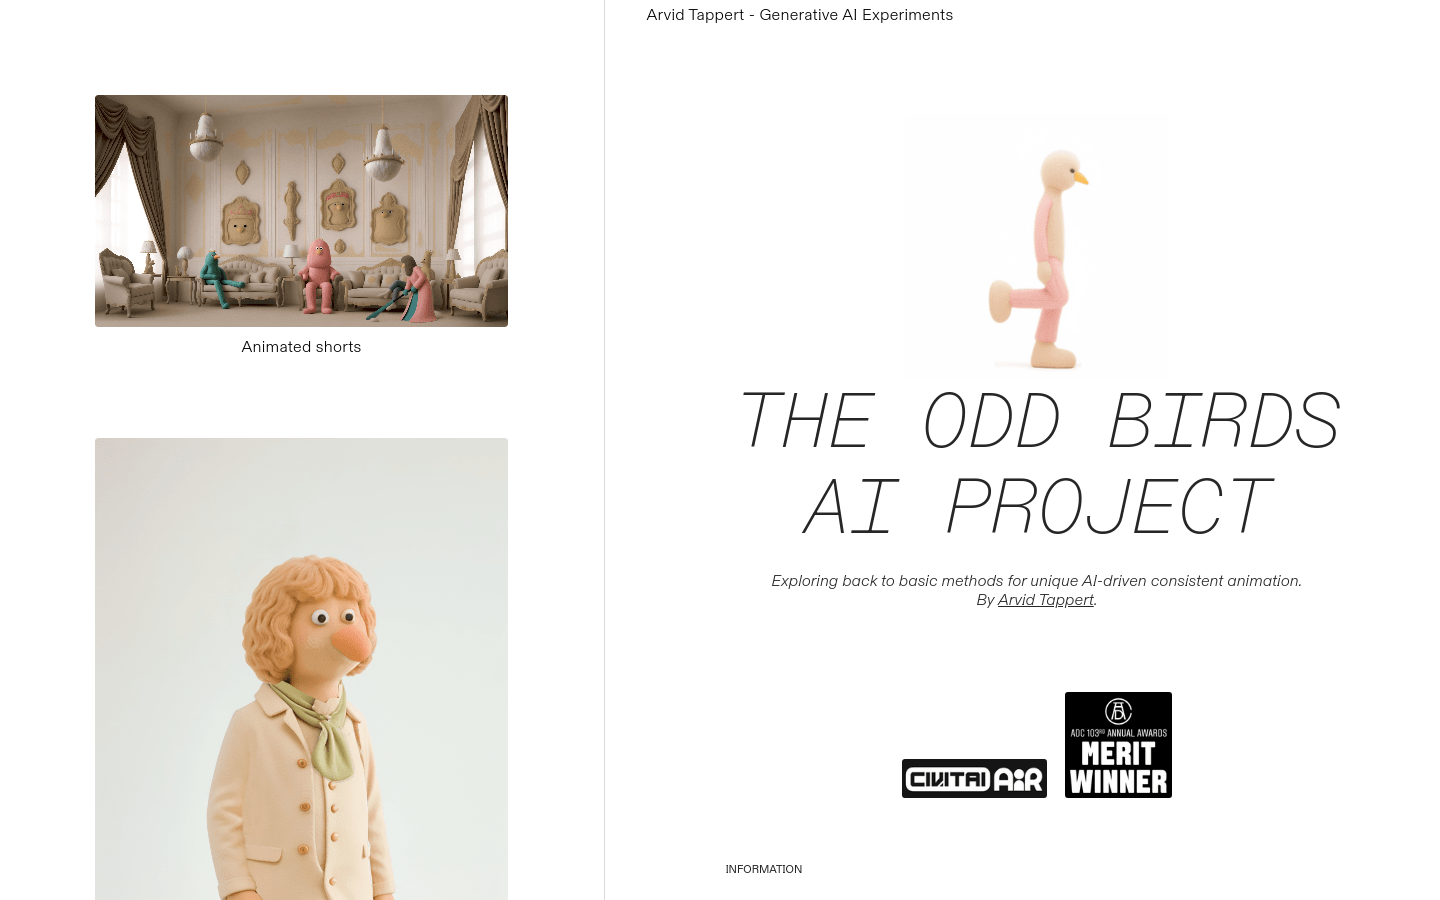 Arvid Tappert - Generative AI Experiments
Animated shorts
THE ODD BIRDS
AI PROJECT
Exploring back to basic methods for unique AI-driven consistent animation.
By Arvid Tappert.
CIVITAI AiR
ADC 103RD ANNUAL AWARDS
MERIT
WINNER
INFORMATION